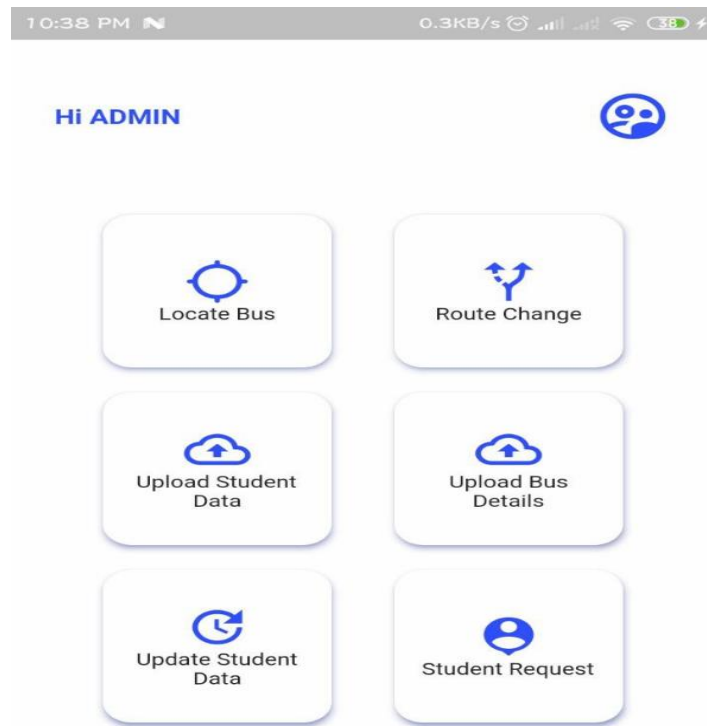 10:38 PM
0.3KB/s
38
Hi ADMIN
Locate Bus
Route Change
Upload Student
Data
Upload Bus
Details
Update Student
Data
Student Request